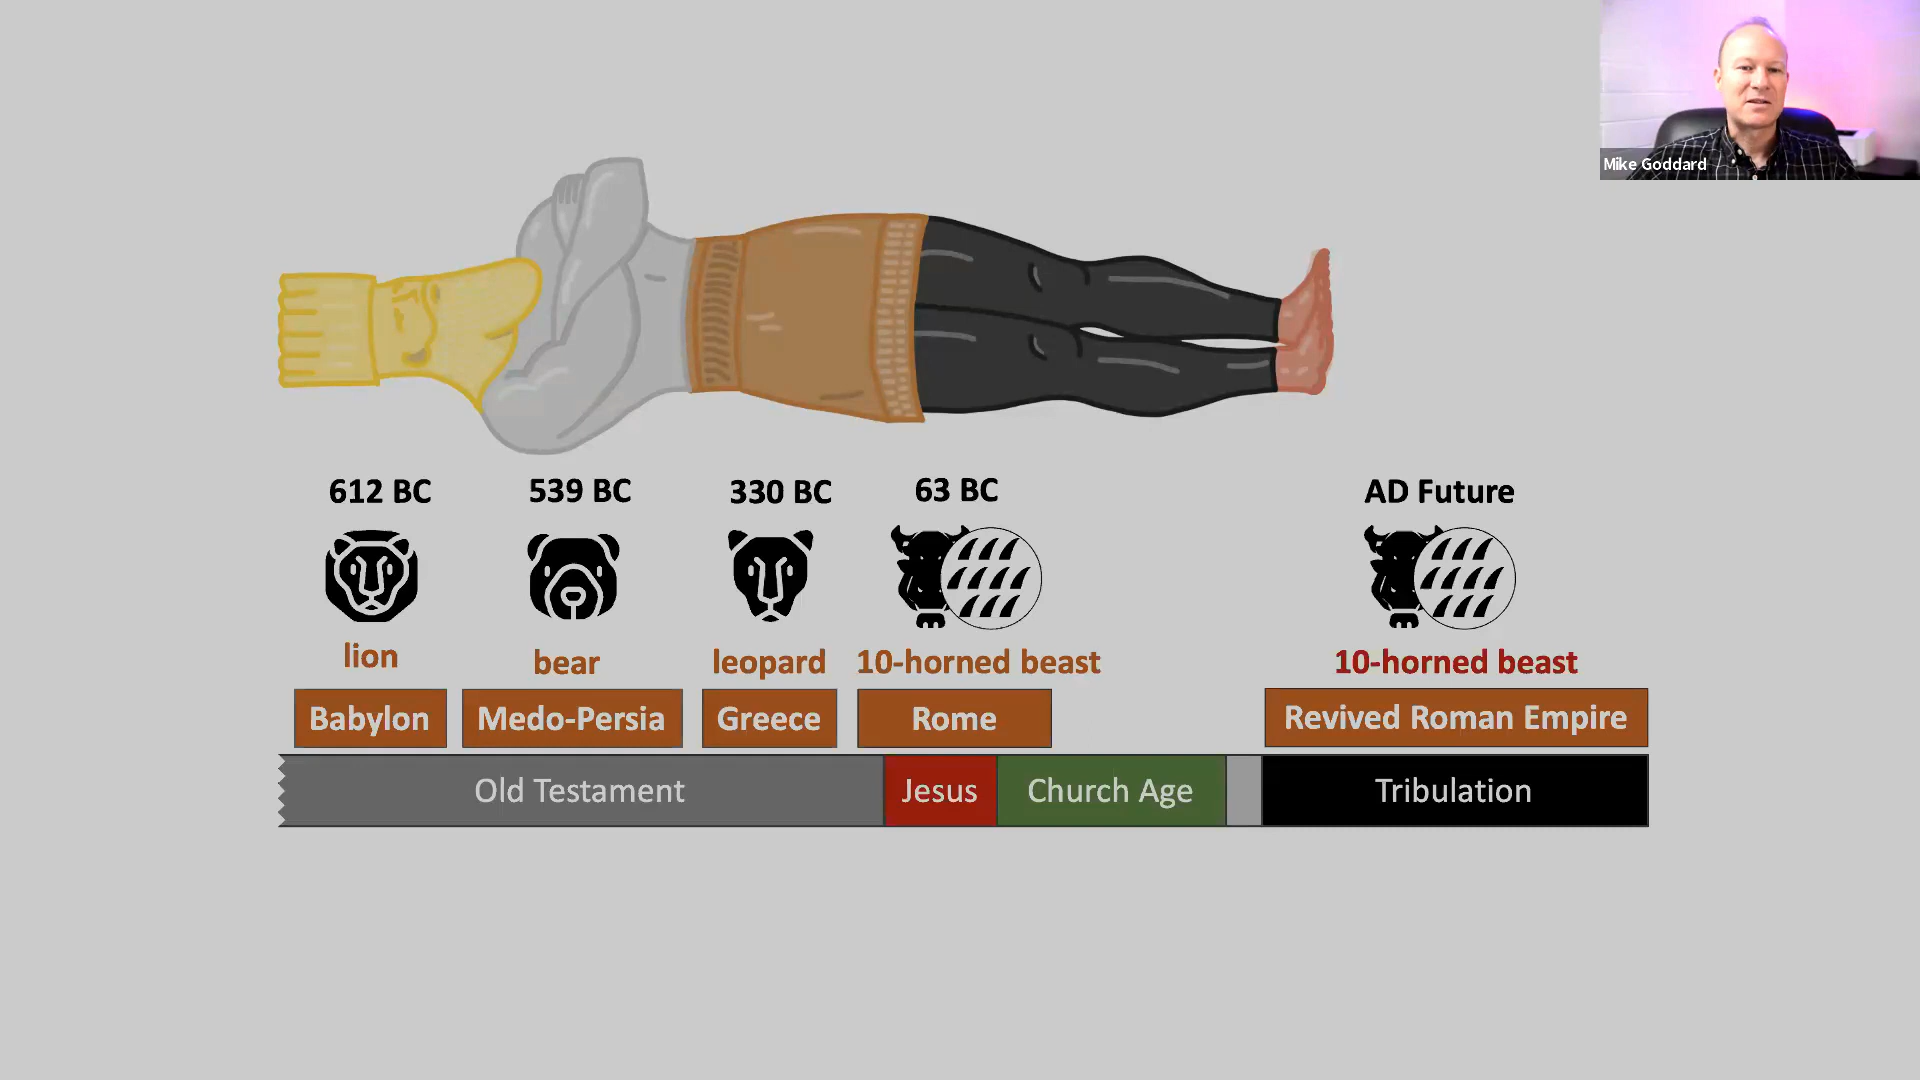 Mike Goddard
612 BC
539 BC
330 BC
63 BC
AD Future
lion
bear
leopard
10-horned beast
10-horned beast
Babylon
Medo-Persia
Greece
Rome
Revived Roman Empire
Old Testament
Jesus
Church Age
Tribulation